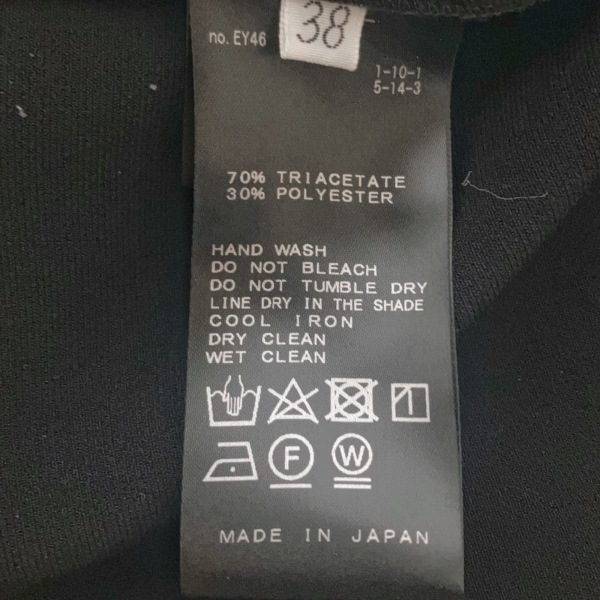 38
no. EY46
1-10-1
5-14-3
70% TRIACETATE
30% POLYESTER
HAND WASH
DO NOT BLEACH
DO NOT TUMBLE DRY
LINE DRY IN THE SHADE
COOL IRON
DRY CLEAN
WET CLEAN
F W
MADE IN JAPAN